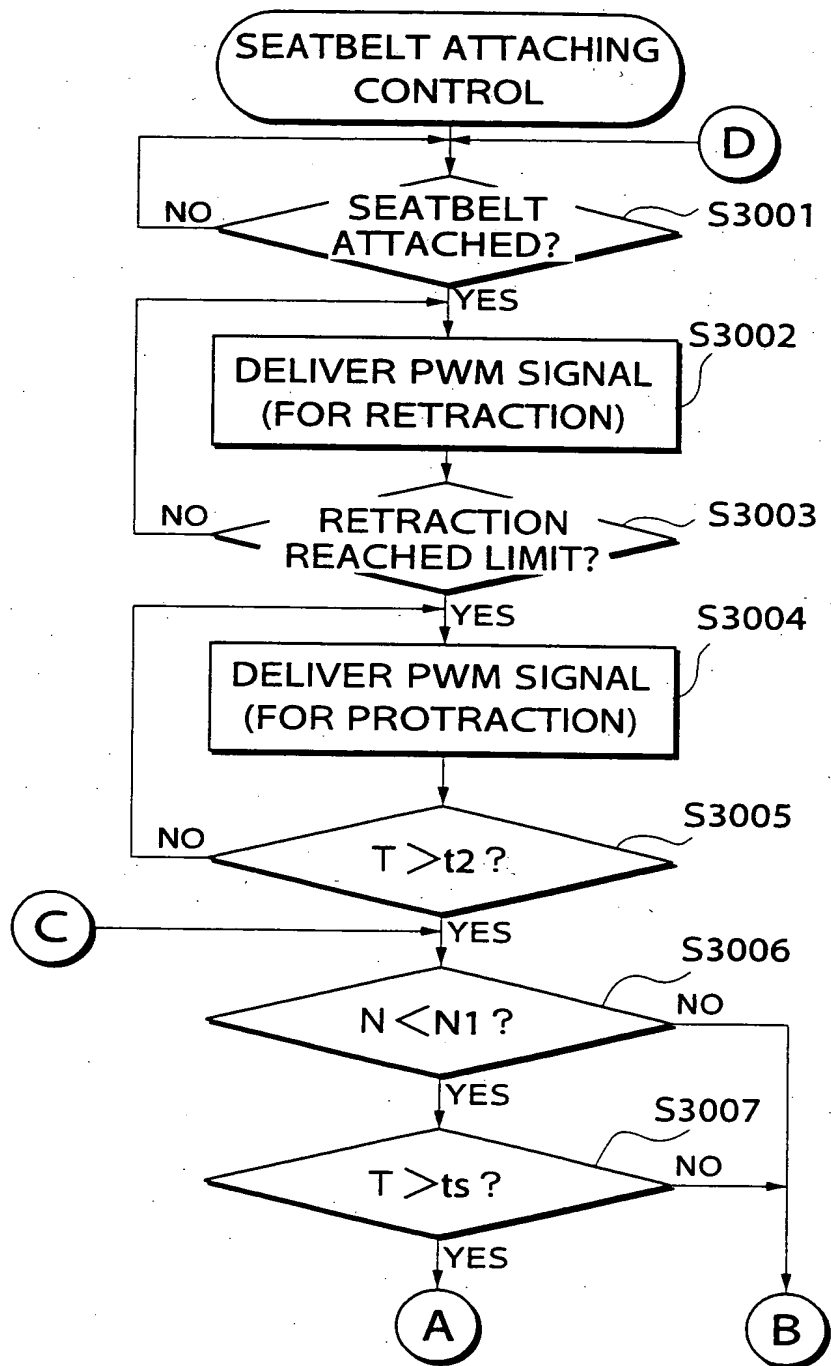 SEATBELT ATTACHING
CONTROL
D
NO
SEATBELT
ATTACHED?
S3001
YES
S3002
DELIVER PWM SIGNAL
(FOR RETRACTION)
NO
RETRACTION
REACHED LIMIT?
S3003
YES
S3004
DELIVER PWM SIGNAL
(FOR PROTRACTION)
S3005
NO
T>t2?
C
YES
S3006
N<N1?
NO
YES
S3007
T>ts?
NO
YES
A
B